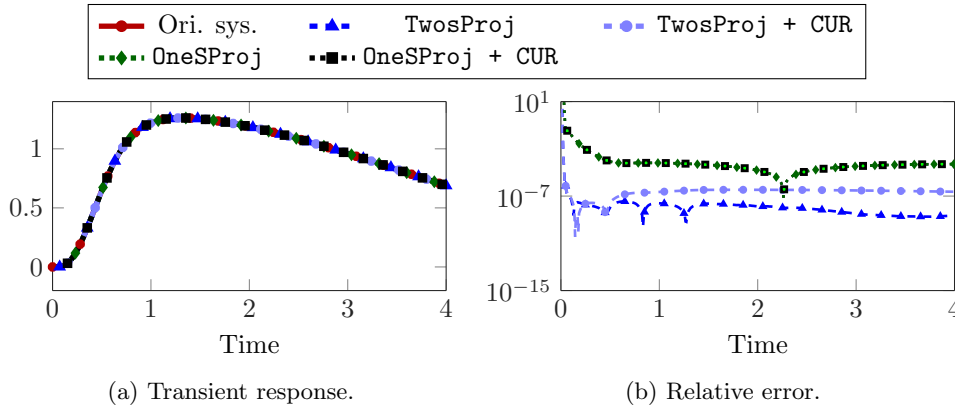 Ori. sys. TwosProj TwosProj + CUR
OneSProj OneSProj + CUR
1
0.5
0
0 1 2 3 4
Time
(a) Transient response.
10^1
10^-7
10^-15
0 1 2 3 4
Time
(b) Relative error.